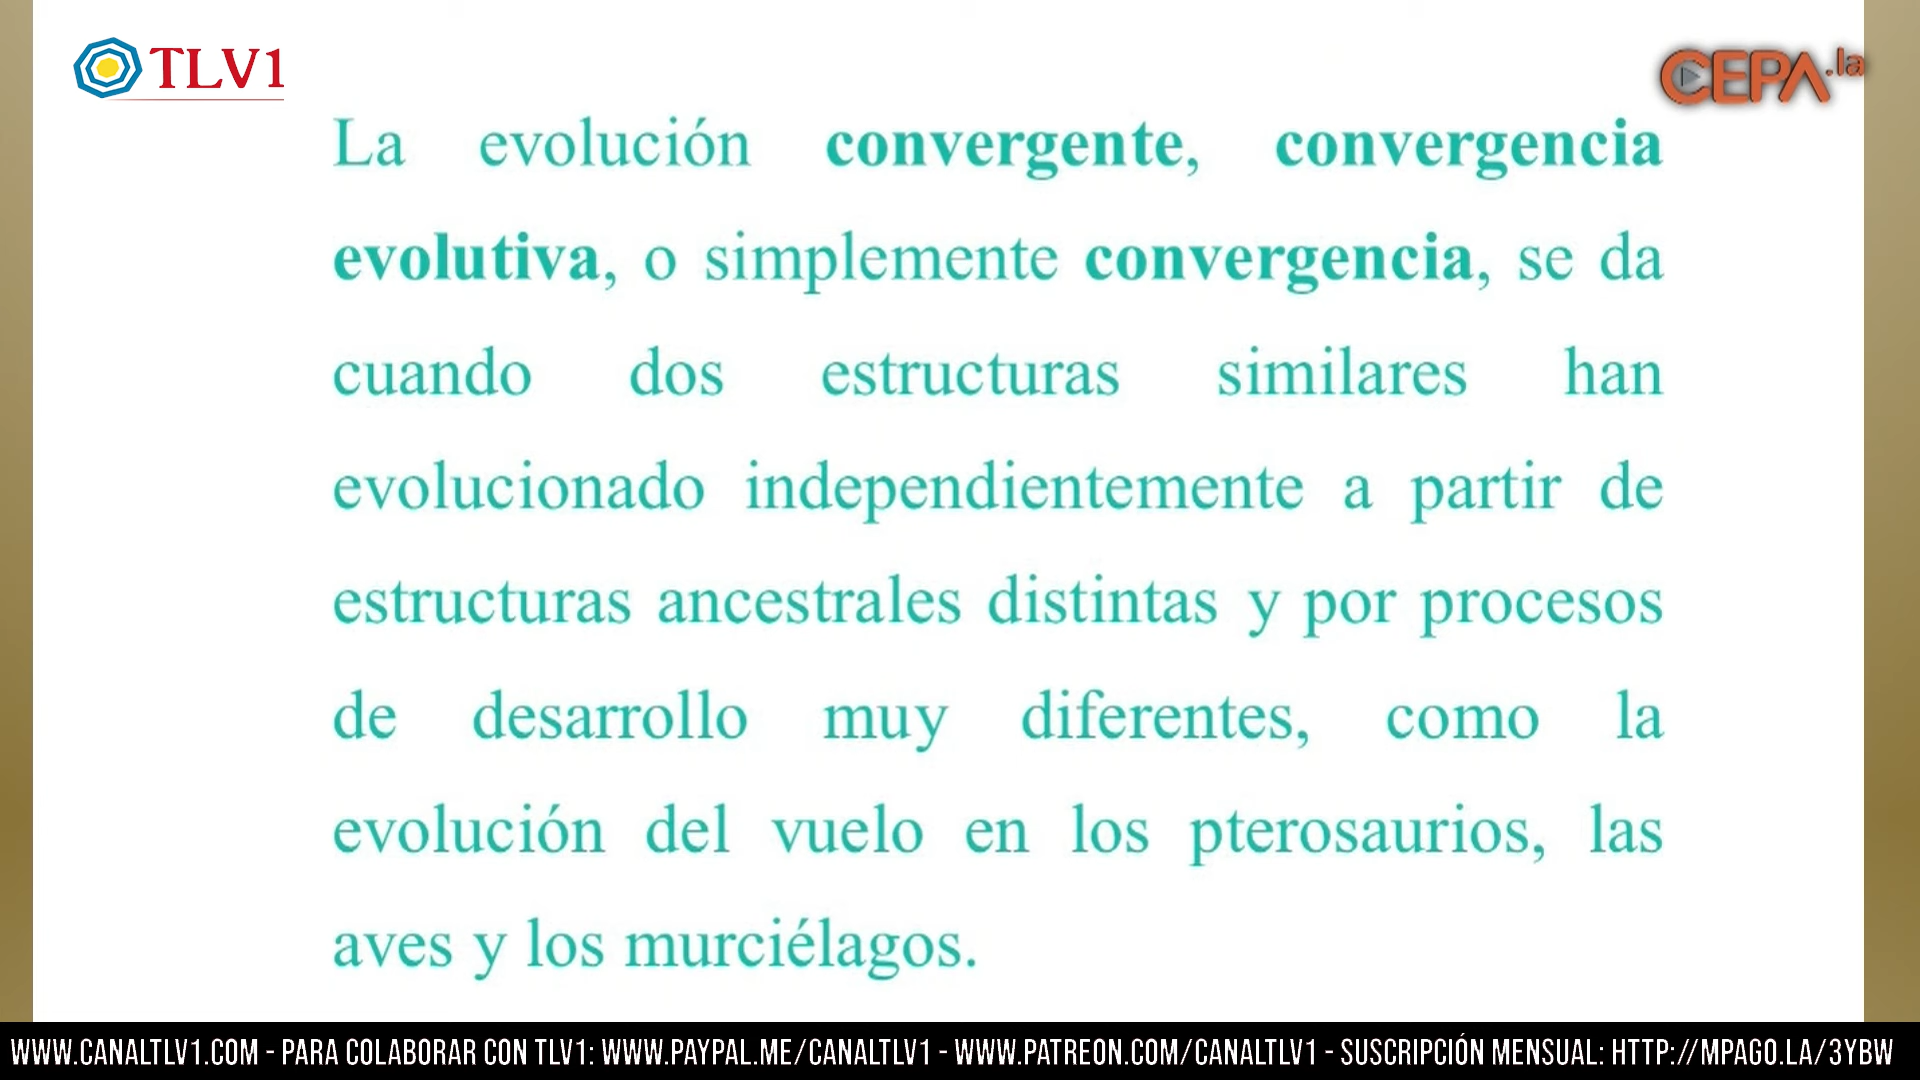 TLV1
CEPA.la
La evolución convergente, convergencia
evolutiva, o simplemente convergencia, se da
cuando dos estructuras similares han
evolucionado independientemente a partir de
estructuras ancestrales distintas y por procesos
de desarrollo muy diferentes, como la
evolución del vuelo en los pterosaurios, las
aves y los murciélagos.
WWW.CANALTLV1.COM - PARA COLABORAR CON TLV1: WWW.PAYPAL.ME/CANALTLV1 - WWW.PATREON.COM/CANALTLV1 - SUSCRIPCIÓN MENSUAL: HTTP://MPAGO.LA/3YBW